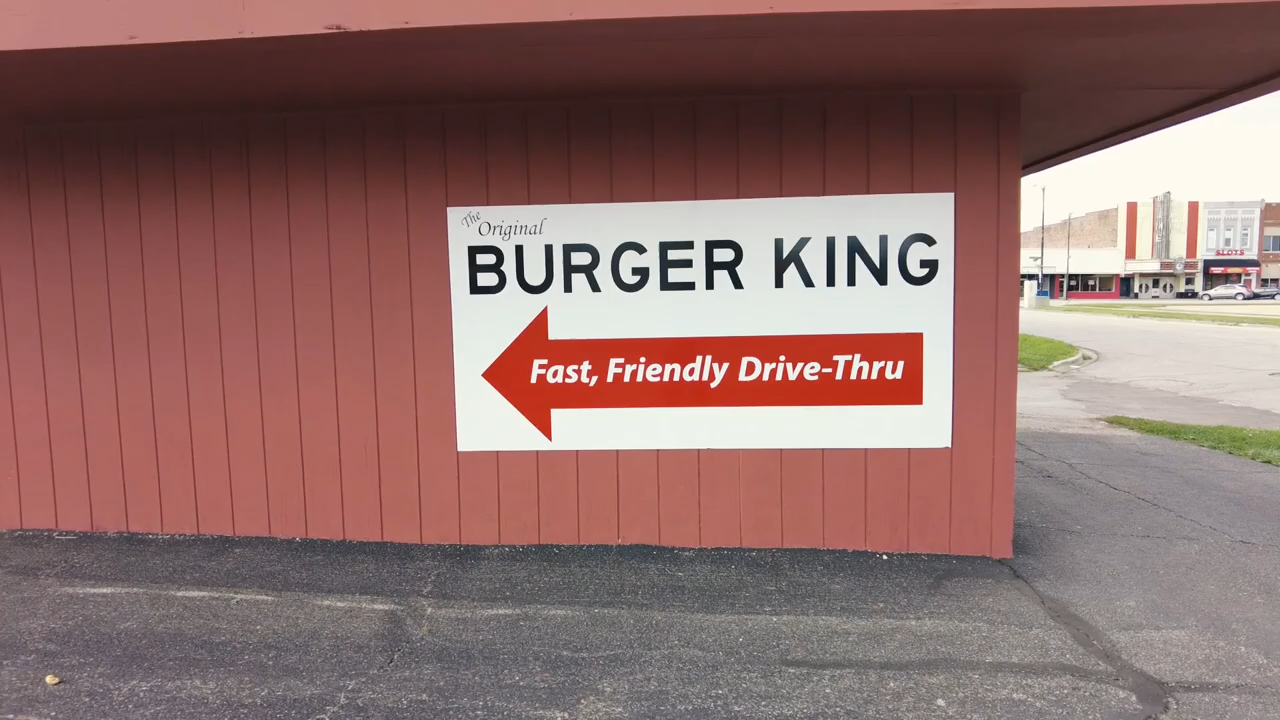 The
Original
BURGER KING
Fast, Friendly Drive-Thru
SLOTS